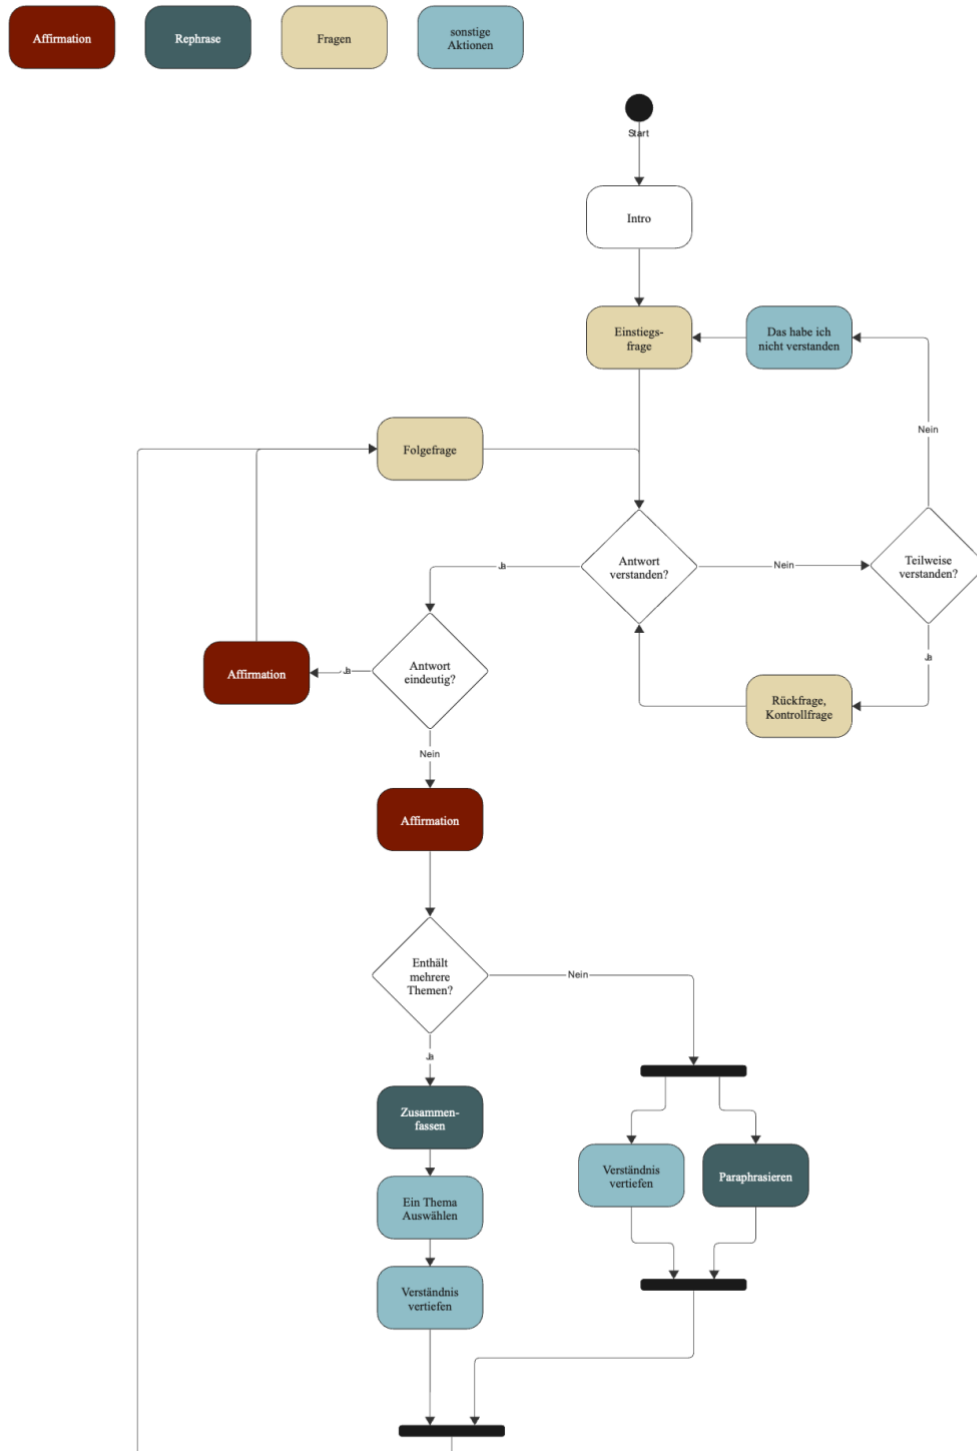 Affirmation
Rephrase
Fragen
sonstige
Aktionen
Start
Intro
Einstiegs-
frage
Das habe ich
nicht verstanden
Nein
Folgefrage
Antwort
verstanden?
Ja
Nein
Teilweise
verstanden?
Ja
Affirmation
Ja
Antwort
eindeutig?
Rückfrage,
Kontrollfrage
Nein
Affirmation
Enthält
mehrere
Themen?
Nein
Ja
Zusammen-
fassen
Verständnis
vertiefen
Paraphrasieren
Ein Thema
Auswählen
Verständnis
vertiefen